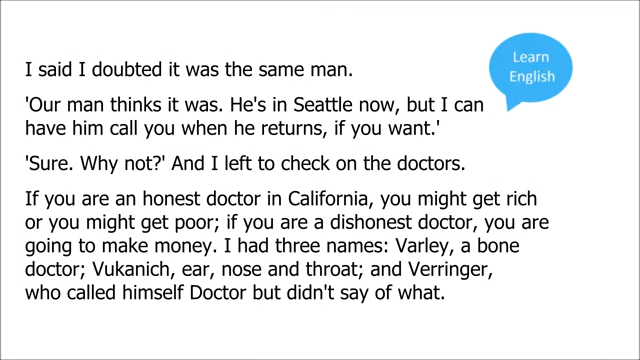 Learn
English
I said I doubted it was the same man.
'Our man thinks it was. He's in Seattle now, but I can
have him call you when he returns, if you want.'
'Sure. Why not?' And I left to check on the doctors.
If you are an honest doctor in California, you might get rich
or you might get poor; if you are a dishonest doctor, you are
going to make money. I had three names: Varley, a bone
doctor; Vukanich, ear, nose and throat; and Verringer,
who called himself Doctor but didn't say of what.